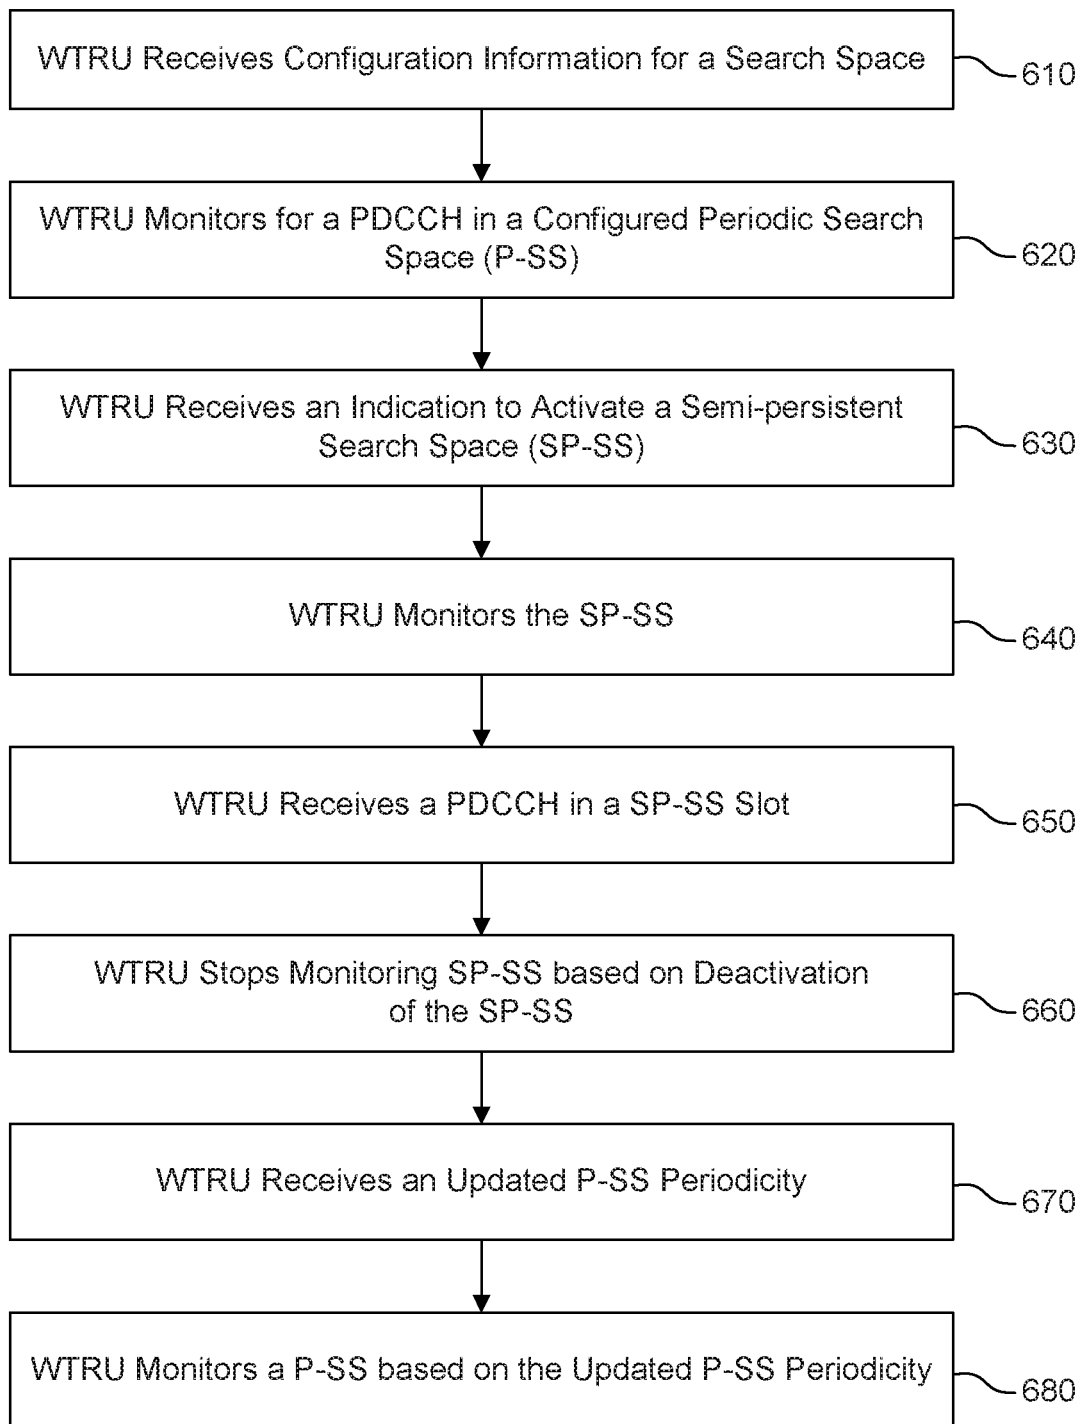 WTRU Receives Configuration Information for a Search Space
610
WTRU Monitors for a PDCCH in a Configured Periodic Search
Space (P-SS)
620
WTRU Receives an Indication to Activate a Semi-persistent
Search Space (SP-SS)
630
WTRU Monitors the SP-SS
640
WTRU Receives a PDCCH in a SP-SS Slot
650
WTRU Stops Monitoring SP-SS based on Deactivation
of the SP-SS
660
WTRU Receives an Updated P-SS Periodicity
670
WTRU Monitors a P-SS based on the Updated P-SS Periodicity
680